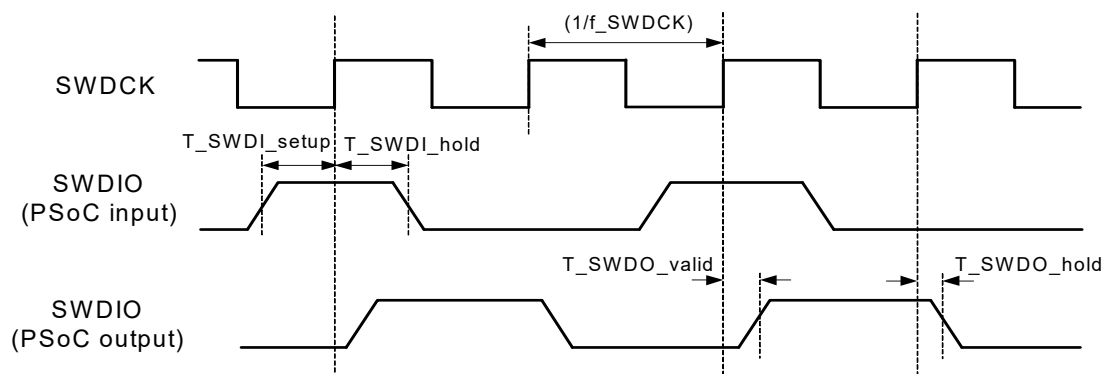 (1/f_SWDCK)
SWDCK
T_SWDI_setup T_SWDI_hold
SWDIO
(PSoC input)
T_SWDO_valid T_SWDO_hold
SWDIO
(PSoC output)